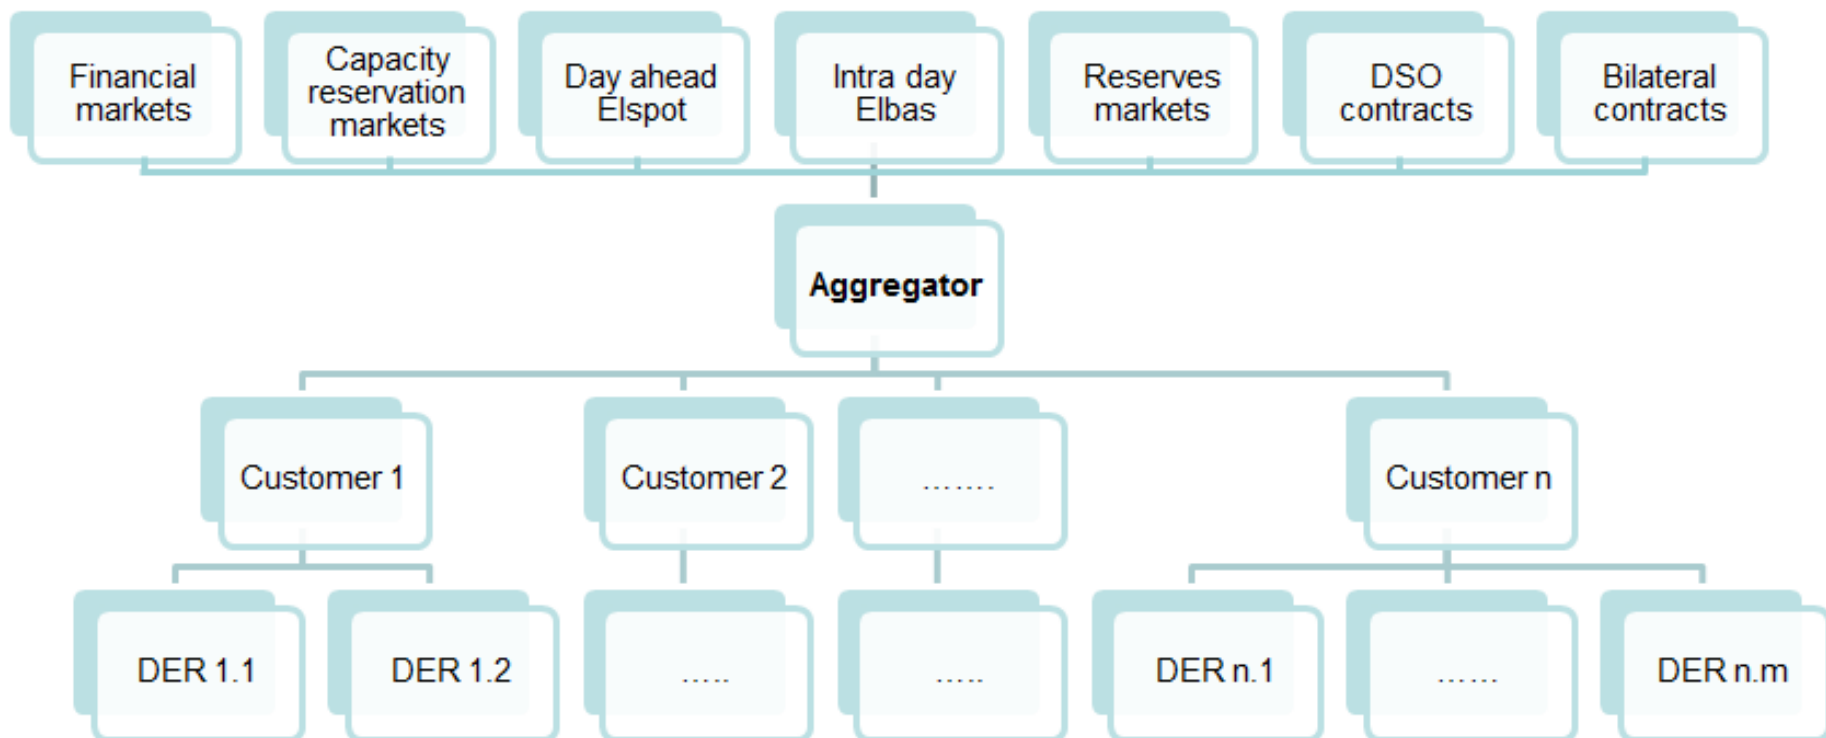 Financial
markets
Capacity
reservation
markets
Day ahead
Elspot
Intra day
Elbas
Reserves
markets
DSO
contracts
Bilateral
contracts
Aggregator
Customer 1
Customer 2
…….
Customer n
DER 1.1
DER 1.2
…..
…..
DER n.1
……
DER n.m